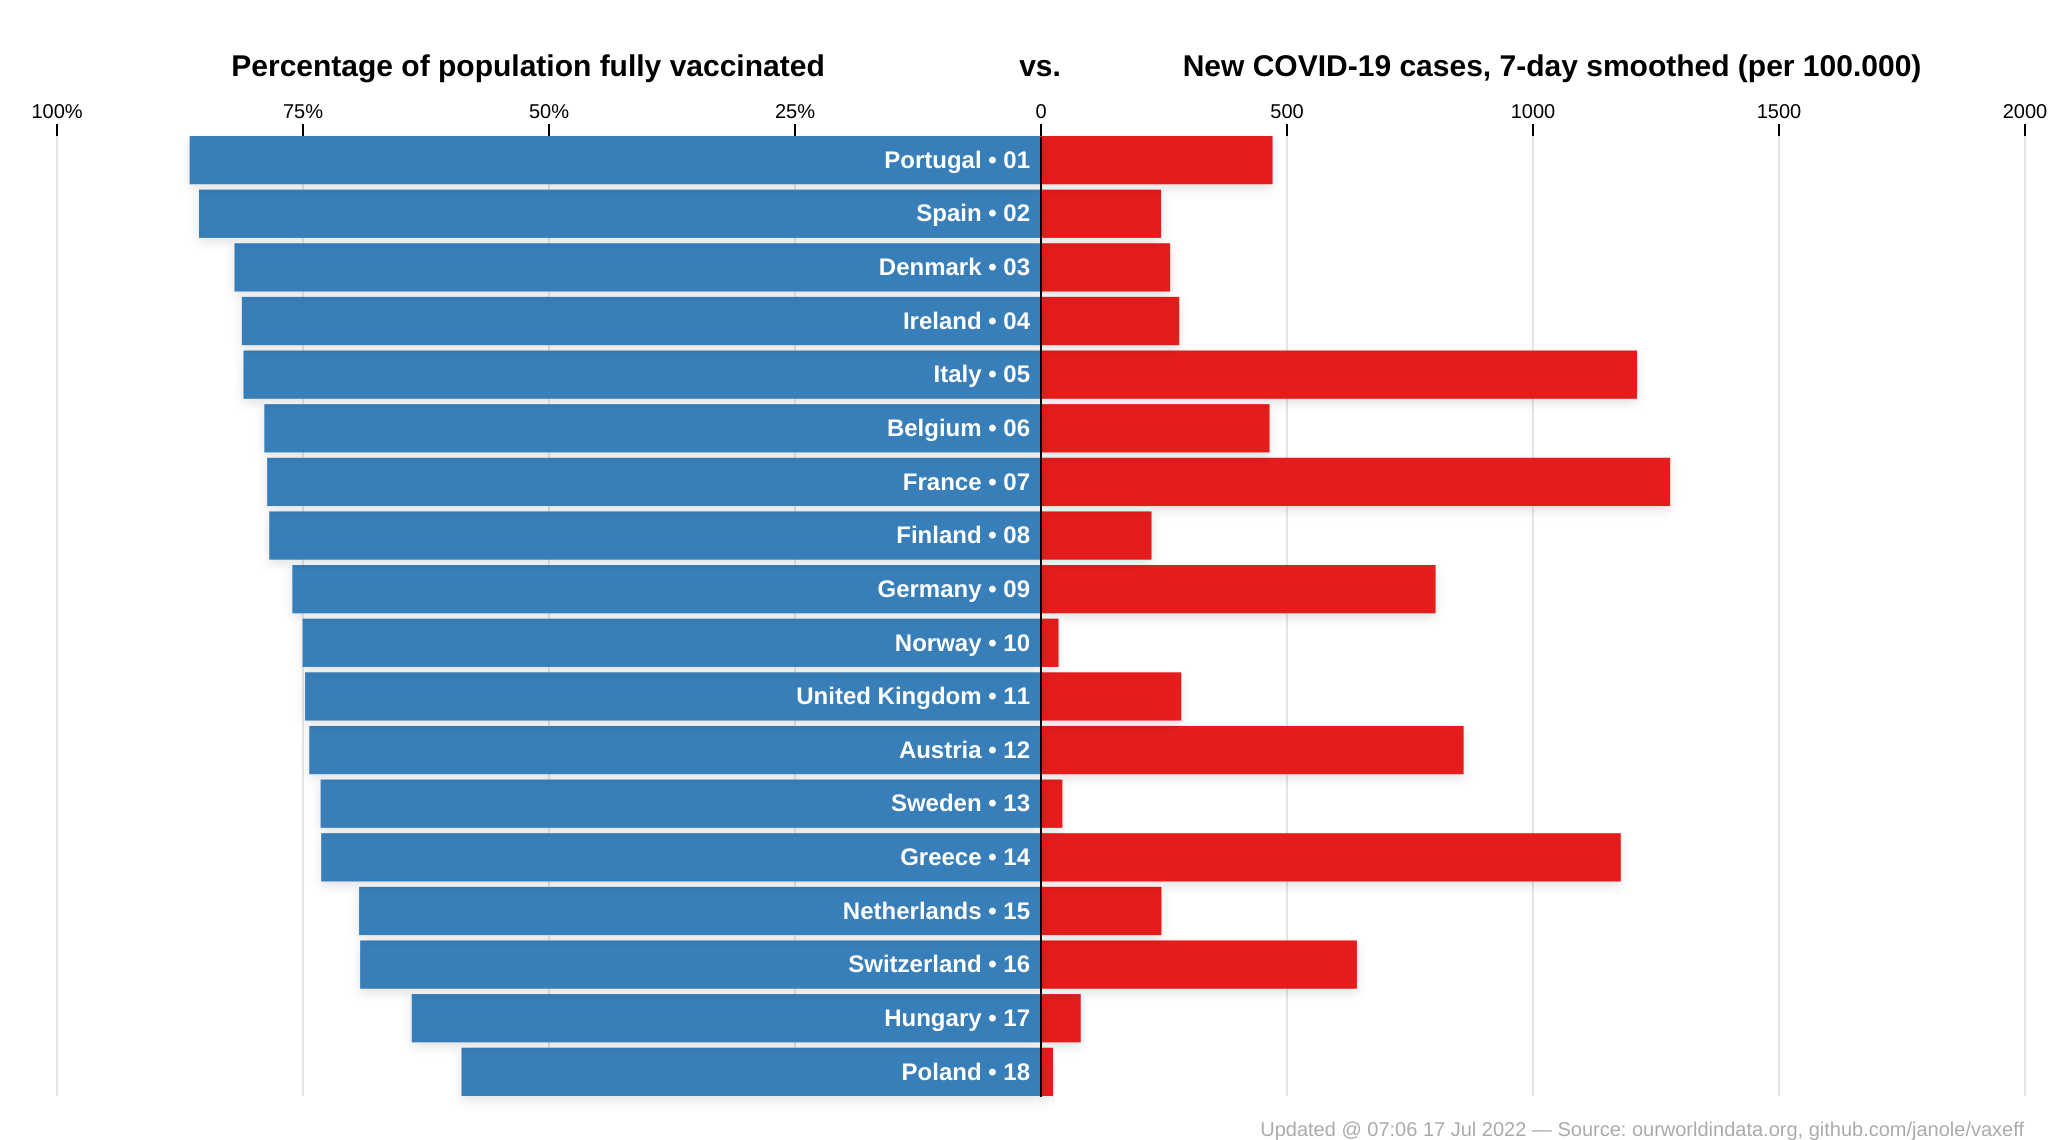 Percentage of population fully vaccinated vs. New COVID-19 cases, 7-day smoothed (per 100.000)
100% 75% 50% 25% 0 500 1000 1500 2000
Portugal • 01
Spain • 02
Denmark • 03
Ireland • 04
Italy • 05
Belgium • 06
France • 07
Finland • 08
Germany • 09
Norway • 10
United Kingdom • 11
Austria • 12
Sweden • 13
Greece • 14
Netherlands • 15
Switzerland • 16
Hungary • 17
Poland • 18
Updated @ 07:06 17 Jul 2022 — Source: ourworldindata.org, github.com/janole/vaxeff